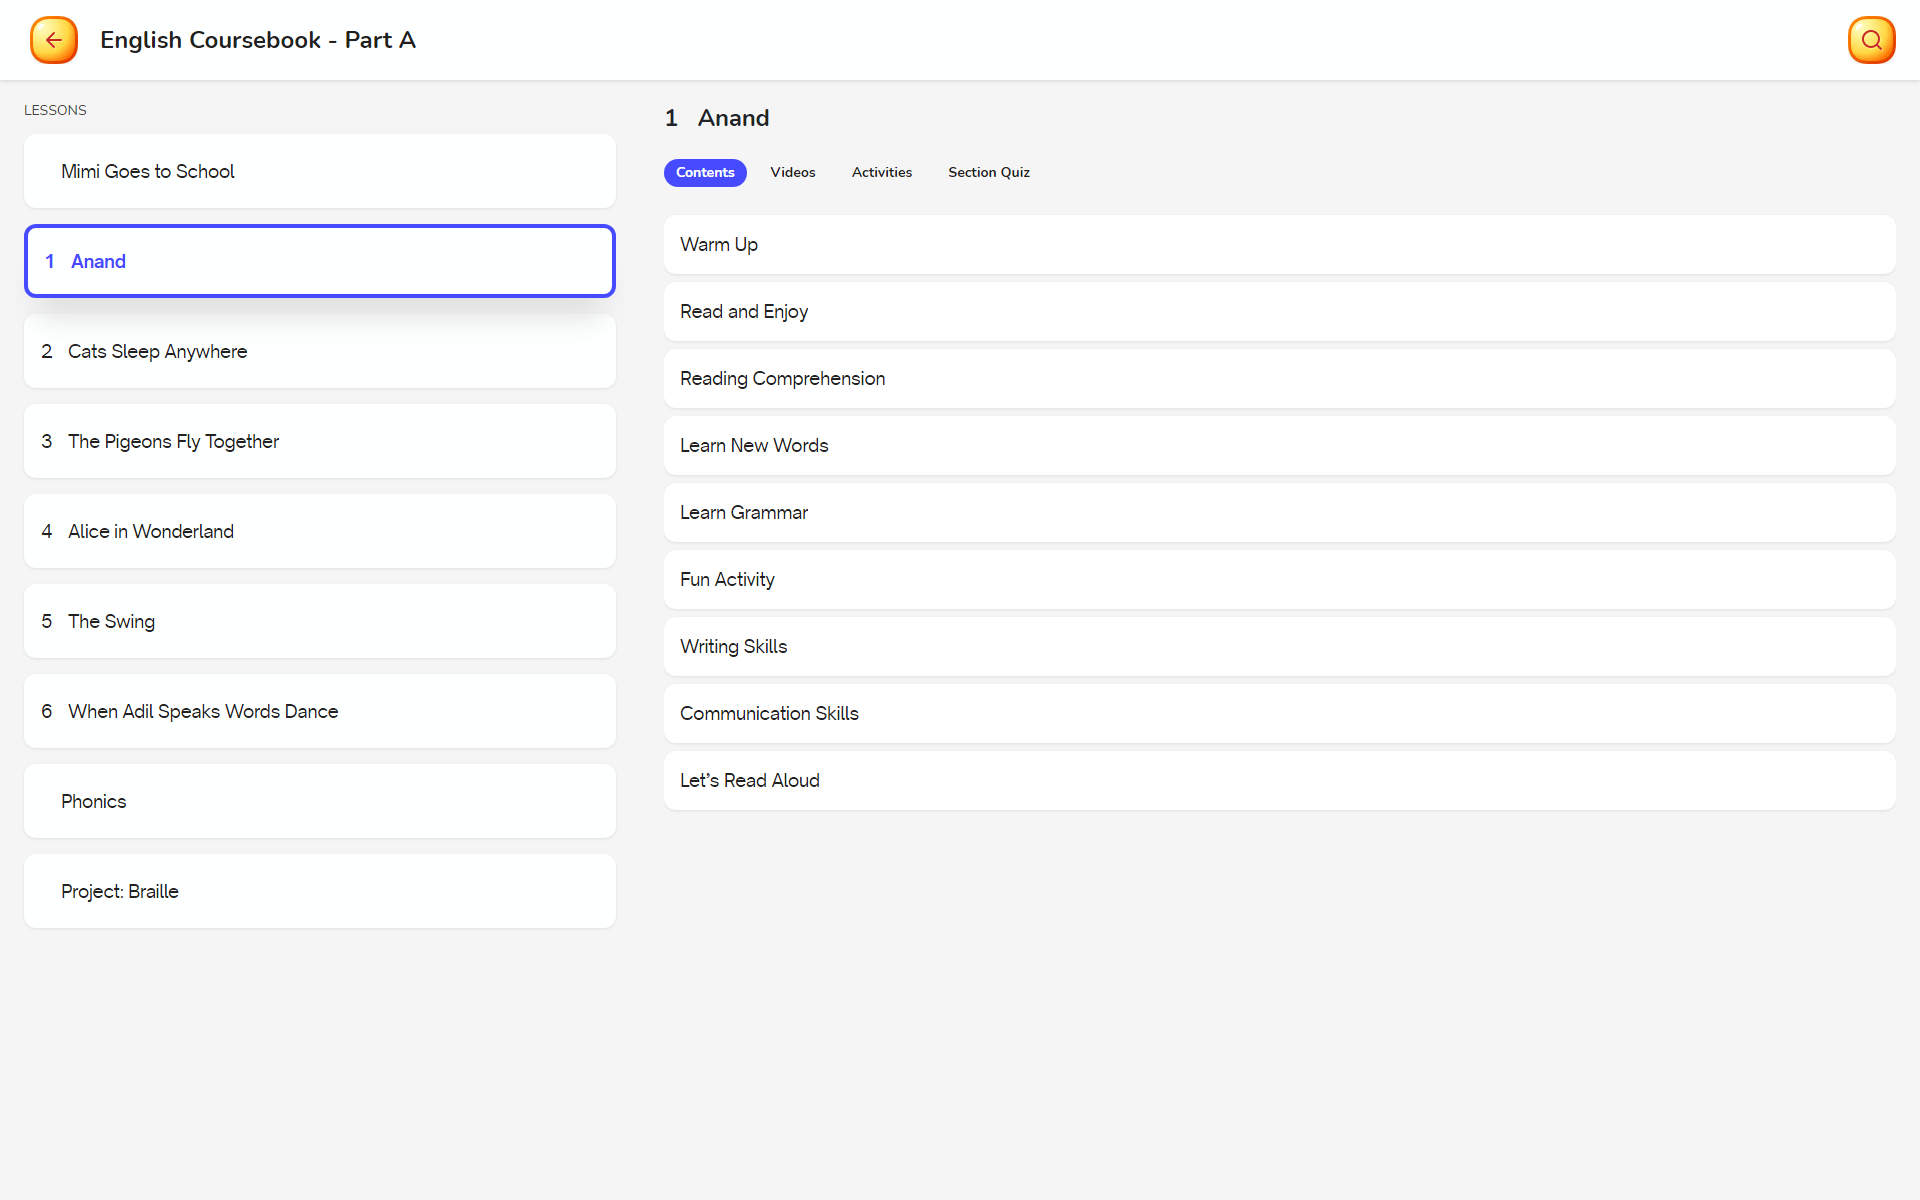 English Coursebook - Part A
LESSONS
Mimi Goes to School
1 Anand
2 Cats Sleep Anywhere
3 The Pigeons Fly Together
4 Alice in Wonderland
5 The Swing
6 When Adil Speaks Words Dance
Phonics
Project: Braille
1 Anand
Contents Videos Activities Section Quiz
Warm Up
Read and Enjoy
Reading Comprehension
Learn New Words
Learn Grammar
Fun Activity
Writing Skills
Communication Skills
Let’s Read Aloud